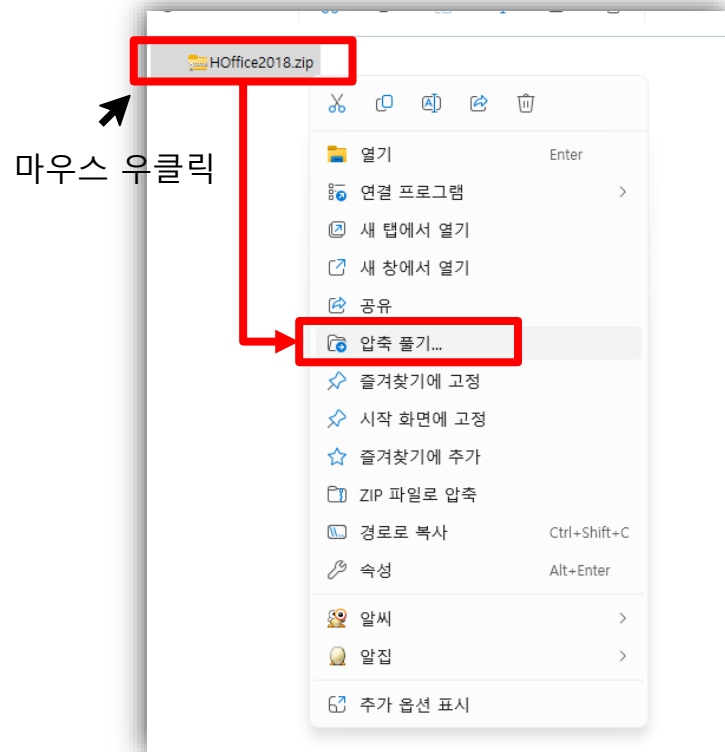 HOffice2018.zip
마우스 우클릭
열기 Enter
연결 프로그램
새 탭에서 열기
새 창에서 열기
공유
압축 풀기...
즐겨찾기에 고정
시작 화면에 고정
즐겨찾기에 추가
ZIP 파일로 압축
경로로 복사 Ctrl+Shift+C
속성 Alt+Enter
알씨
알집
추가 옵션 표시